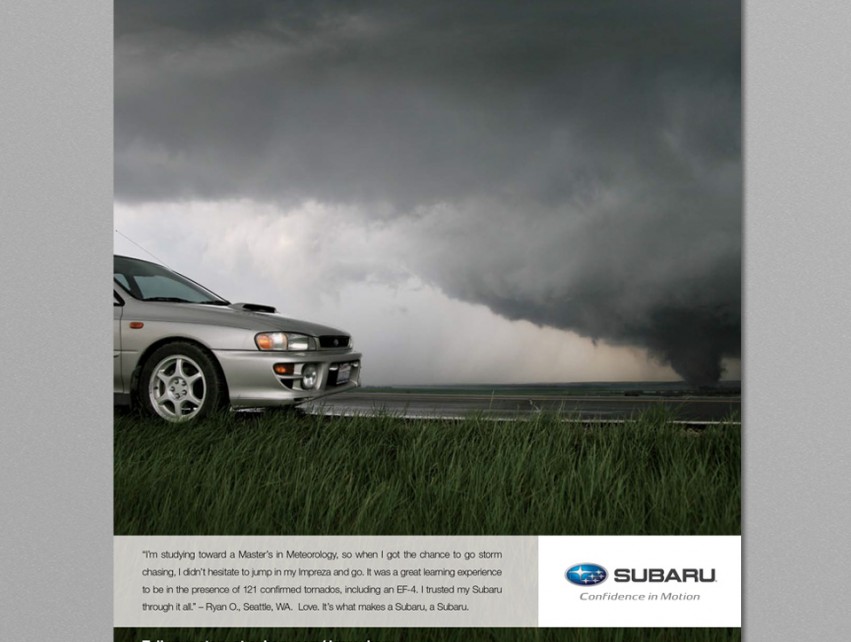 “I’m studying toward a Master’s in Meteorology, so when I got the chance to go storm
chasing, I didn’t hesitate to jump in my Impreza and go. It was a great learning experience
to be in the presence of 121 confirmed tornados, including an EF-4. I trusted my Subaru
through it all.” – Ryan O., Seattle, WA.  Love. It’s what makes a Subaru, a Subaru.
SUBARU
Confidence in Motion